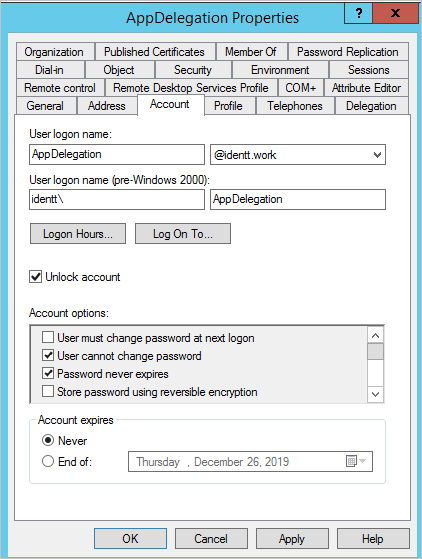 AppDelegation Properties
? x
Organization Published Certificates Member Of Password Replication
Dial-in Object Security Environment Sessions
Remote control Remote Desktop Services Profile COM+ Attribute Editor
General Address Account Profile Telephones Delegation
User logon name:
AppDelegation @identt.work
User logon name (pre-Windows 2000):
identt\ AppDelegation
Logon Hours... Log On To...
Unlock account
Account options:
User must change password at next logon
User cannot change password
Password never expires
Store password using reversible encryption
Account expires
Never
End of: Thursday , December 26, 2019
OK Cancel Apply Help